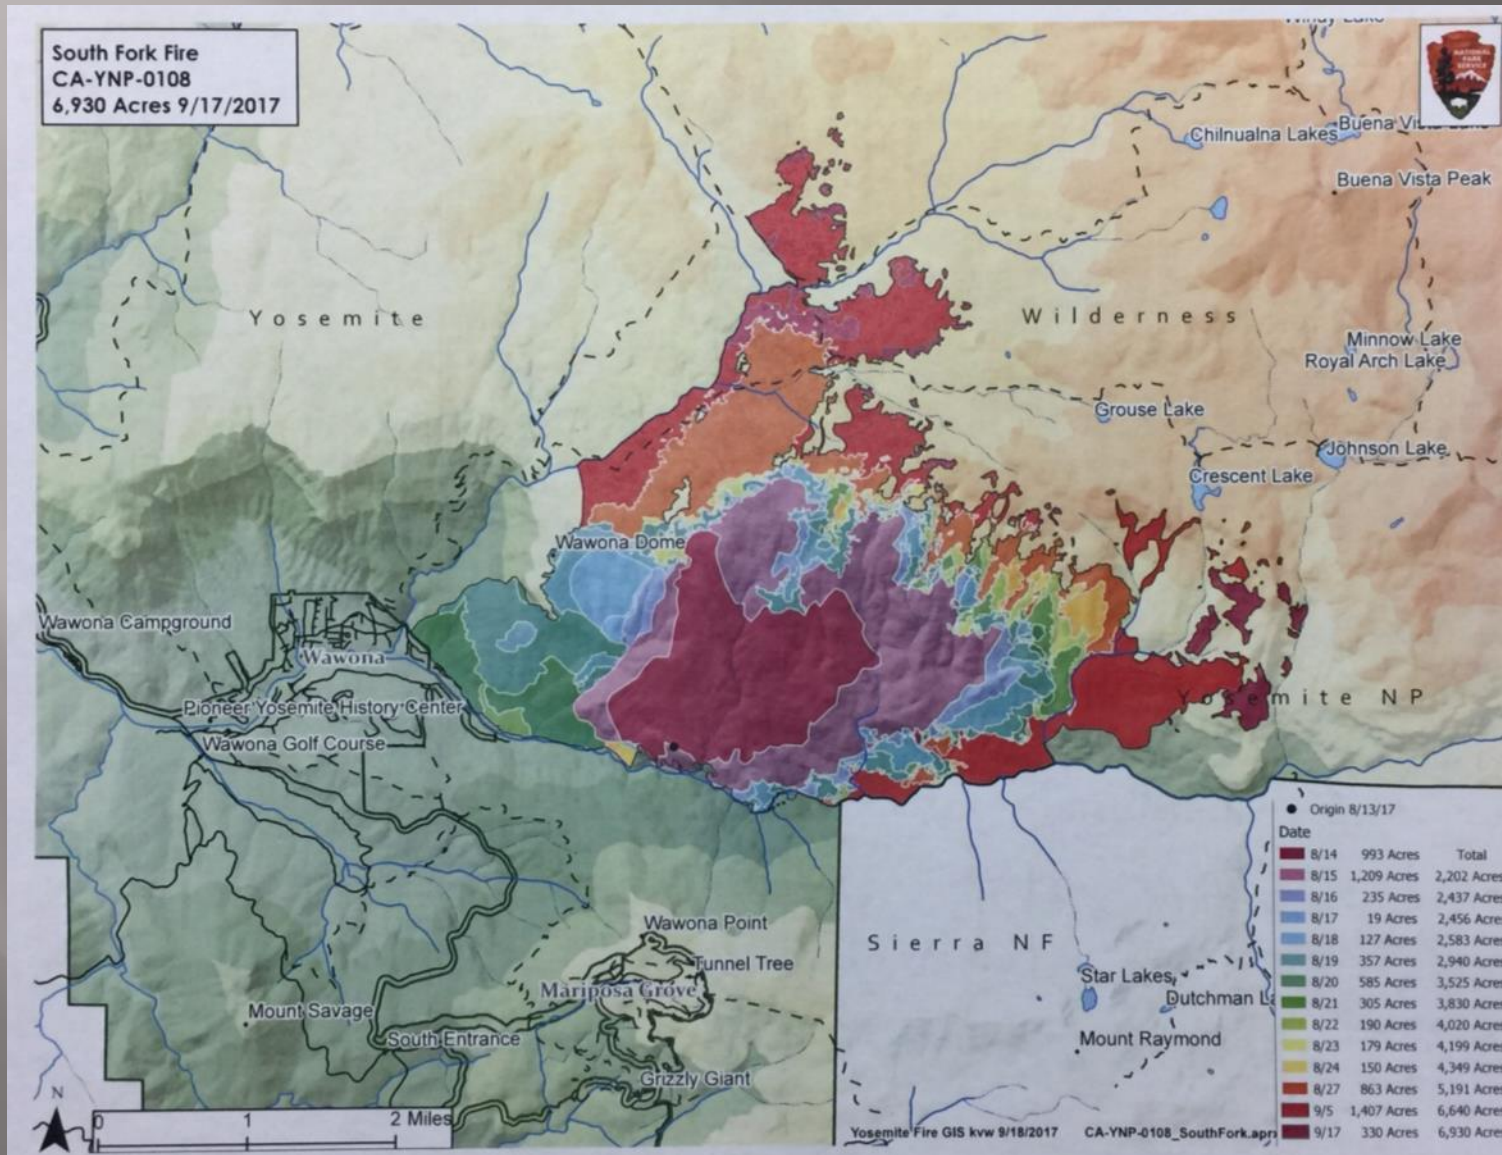 South Fork Fire
CA-YNP-0108
6,930 Acres 9/17/2017
Windy Lake
NATIONAL
PARK
SERVICE
Chilnualna Lakes
Buena Vista
Buena Vista Peak
Yosemite
Wilderness
Minnow Lake
Royal Arch Lake
Grouse Lake
Johnson Lake
Crescent Lake
Wawona Dome
Wawona Campground
Wawona
Yosemite NP
Pioneer Yosemite History Center
Wawona Golf Course
Wawona Point
Sierra NF
Tunnel Tree
Star Lakes
Mariposa Grove
Dutchman La
Mount Savage
South Entrance
Mount Raymond
Grizzly Giant
N
0 1 2 Miles
Yosemite Fire GIS kvw 9/18/2017 CA-YNP-0108_SouthFork.aprx
Origin 8/13/17
Date
8/14 993 Acres Total
8/15 1,209 Acres 2,202 Acres
8/16 235 Acres 2,437 Acres
8/17 19 Acres 2,456 Acres
8/18 127 Acres 2,583 Acres
8/19 357 Acres 2,940 Acres
8/20 585 Acres 3,525 Acres
8/21 305 Acres 3,830 Acres
8/22 190 Acres 4,020 Acres
8/23 179 Acres 4,199 Acres
8/24 150 Acres 4,349 Acres
8/27 863 Acres 5,191 Acres
9/5 1,407 Acres 6,640 Acres
9/17 330 Acres 6,930 Acres